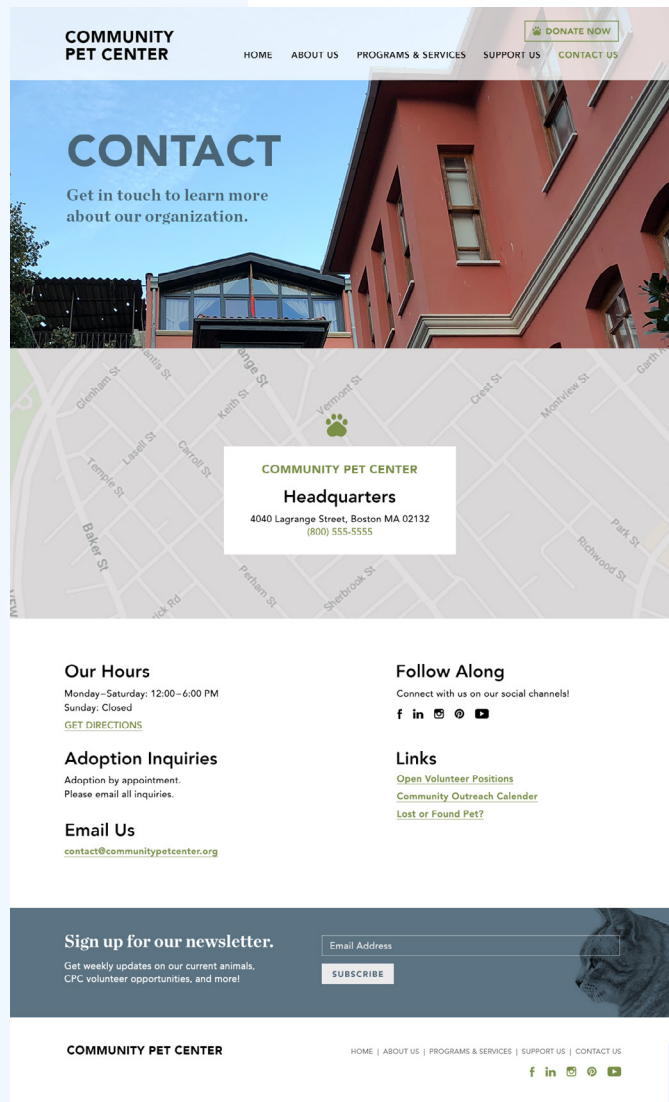 COMMUNITY
PET CENTER
DONATE NOW
HOME ABOUT US PROGRAMS & SERVICES SUPPORT US CONTACT US
CONTACT
Get in touch to learn more
about our organization.
Glenham St
Keith St
Vermont St
Crest St
Montview St
Lasell St
Carroll St
Temple St
Baker St
Perham St
Sherbrook St
Park St
Richwood St
COMMUNITY PET CENTER
Headquarters
4040 Lagrange Street, Boston MA 02132
(800) 555-5555
Our Hours
Monday–Saturday: 12:00–6:00 PM
Sunday: Closed
GET DIRECTIONS
Adoption Inquiries
Adoption by appointment.
Please email all inquiries.
Email Us
contact@communitypetcenter.org
Follow Along
Connect with us on our social channels!
Links
Open Volunteer Positions
Community Outreach Calender
Lost or Found Pet?
Sign up for our newsletter.
Get weekly updates on our current animals,
CPC volunteer opportunities, and more!
Email Address
SUBSCRIBE
COMMUNITY PET CENTER
HOME | ABOUT US | PROGRAMS & SERVICES | SUPPORT US | CONTACT US